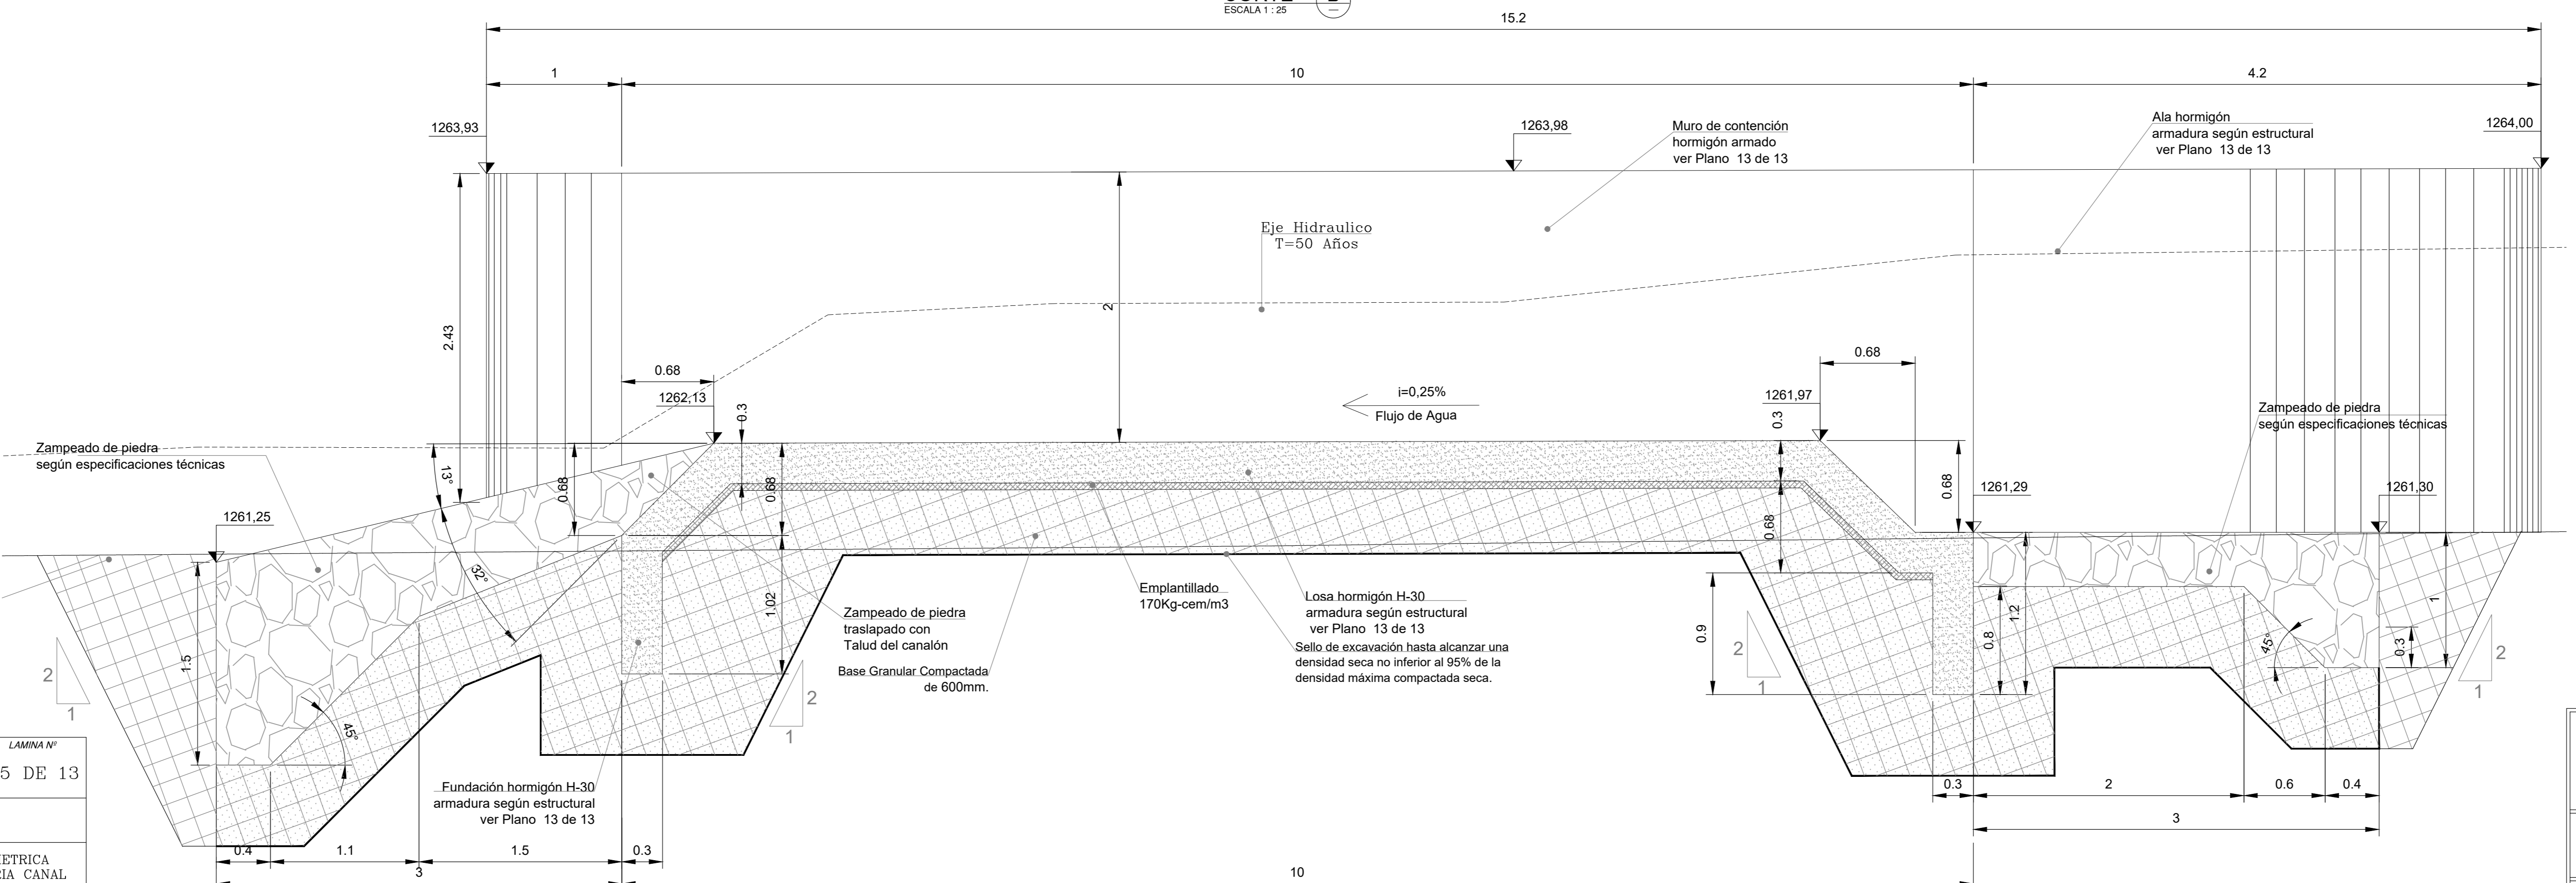 ESCALA 1 : 25
15.2
1
10
4.2
1263,93
1263,98
1264,00
Muro de contención
hormigón armado
ver Plano 13 de 13
Ala hormigón
armadura según estructural
ver Plano 13 de 13
Eje Hidraulico
T=50 Años
2
2.43
0.68
1262,13
0.3
i=0,25%
Flujo de Agua
0.68
1261,97
0.3
Zampeado de piedra
según especificaciones técnicas
Zampeado de piedra
según especificaciones técnicas
13°
0.68
0.68
0.68
1261,25
1261,29
1261,30
32°
1.02
0.68
1.5
Zampeado de piedra
traslapado con
Talud del canalón
Base Granular Compactada
de 600mm.
Emplantillado
170Kg-cem/m3
Losa hormigón H-30
armadura según estructural
ver Plano 13 de 13
Sello de excavación hasta alcanzar una
densidad seca no inferior al 95% de la
densidad máxima compactada seca.
0.9
0.8
1.2
45°
0.3
1
2
1
2
1
2
1
2
1
45°
LAMINA Nº
5 DE 13
Fundación hormigón H-30
armadura según estructural
ver Plano 13 de 13
0.3
2
0.6
0.4
3
0.4
1.1
1.5
0.3
3
10
ETRICA
IA CANAL